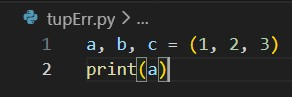 tupErr.py > ...
1 a, b, c = (1, 2, 3)
2 print(a)